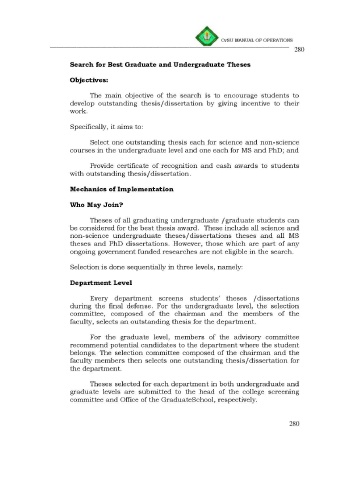 CvSU MANUAL OF OPERATIONS
280
Search for Best Graduate and Undergraduate Theses
Objectives:
The main objective of the search is to encourage students to
develop outstanding thesis/dissertation by giving incentive to their
work.
Specifically, it aims to:
Select one outstanding thesis each for science and non-science
courses in the undergraduate level and one each for MS and PhD; and
Provide certificate of recognition and cash awards to students
with outstanding thesis/dissertation.
Mechanics of Implementation
Who May Join?
Theses of all graduating undergraduate /graduate students can
be considered for the best thesis award.  These include all science and
non-science undergraduate theses/dissertations theses and all MS
theses and PhD dissertations. However, those which are part of any
ongoing government funded researches are not eligible in the search.
Selection is done sequentially in three levels, namely:
Department Level
Every department screens students' theses /dissertations
during the final defense. For the undergraduate level, the selection
committee, composed of the chairman and the members of the
faculty, selects an outstanding thesis for the department.
For the graduate level, members of the advisory committee
recommend potential candidates to the department where the student
belongs. The selection committee composed of the chairman and the
faculty members then selects one outstanding thesis/dissertation for
the department.
Theses selected for each department in both undergraduate and
graduate levels are submitted to the head of the college screening
committee and Office of the GraduateSchool, respectively.
280